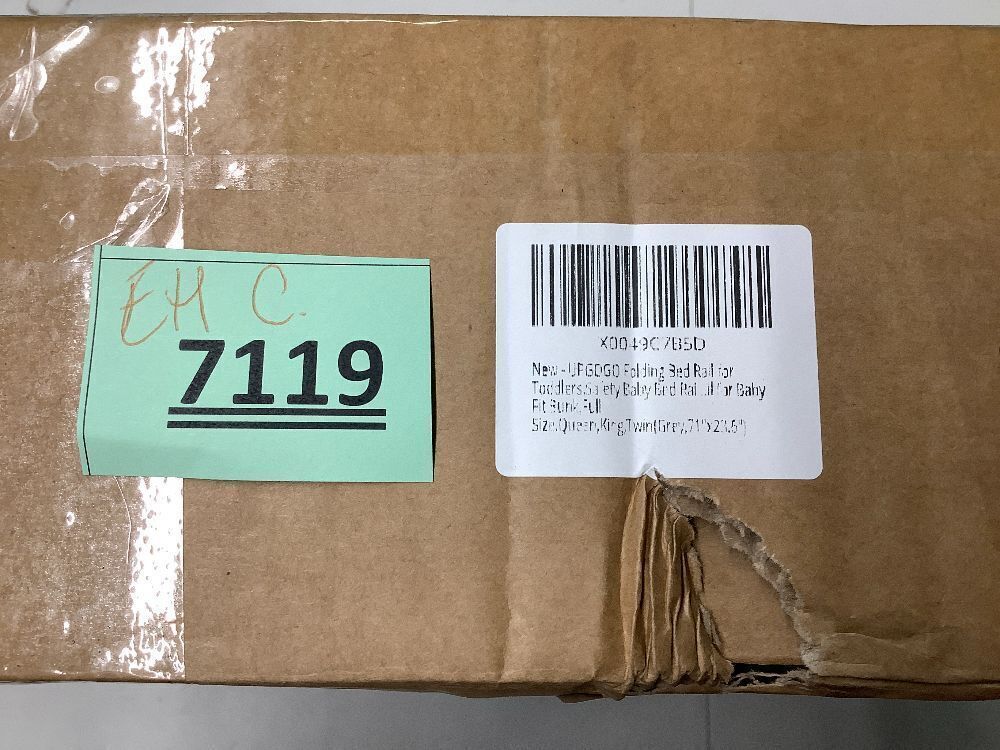 EH C.
7119
X0049C7B5D
New - UPGOGO Folding Bed Rail for
Toddlers,Safety Baby Bed Rail...il for Baby
Fit Bunk,Full
Size,Queen,King,Twin(Grey,71"x 23.6")